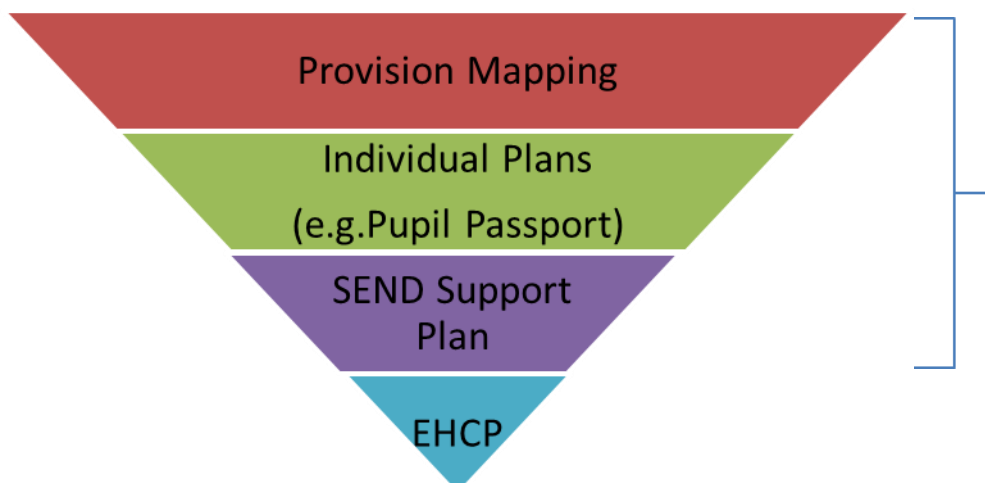 Provision Mapping
Individual Plans
(e.g.Pupil Passport)
SEND Support
Plan
EHCP